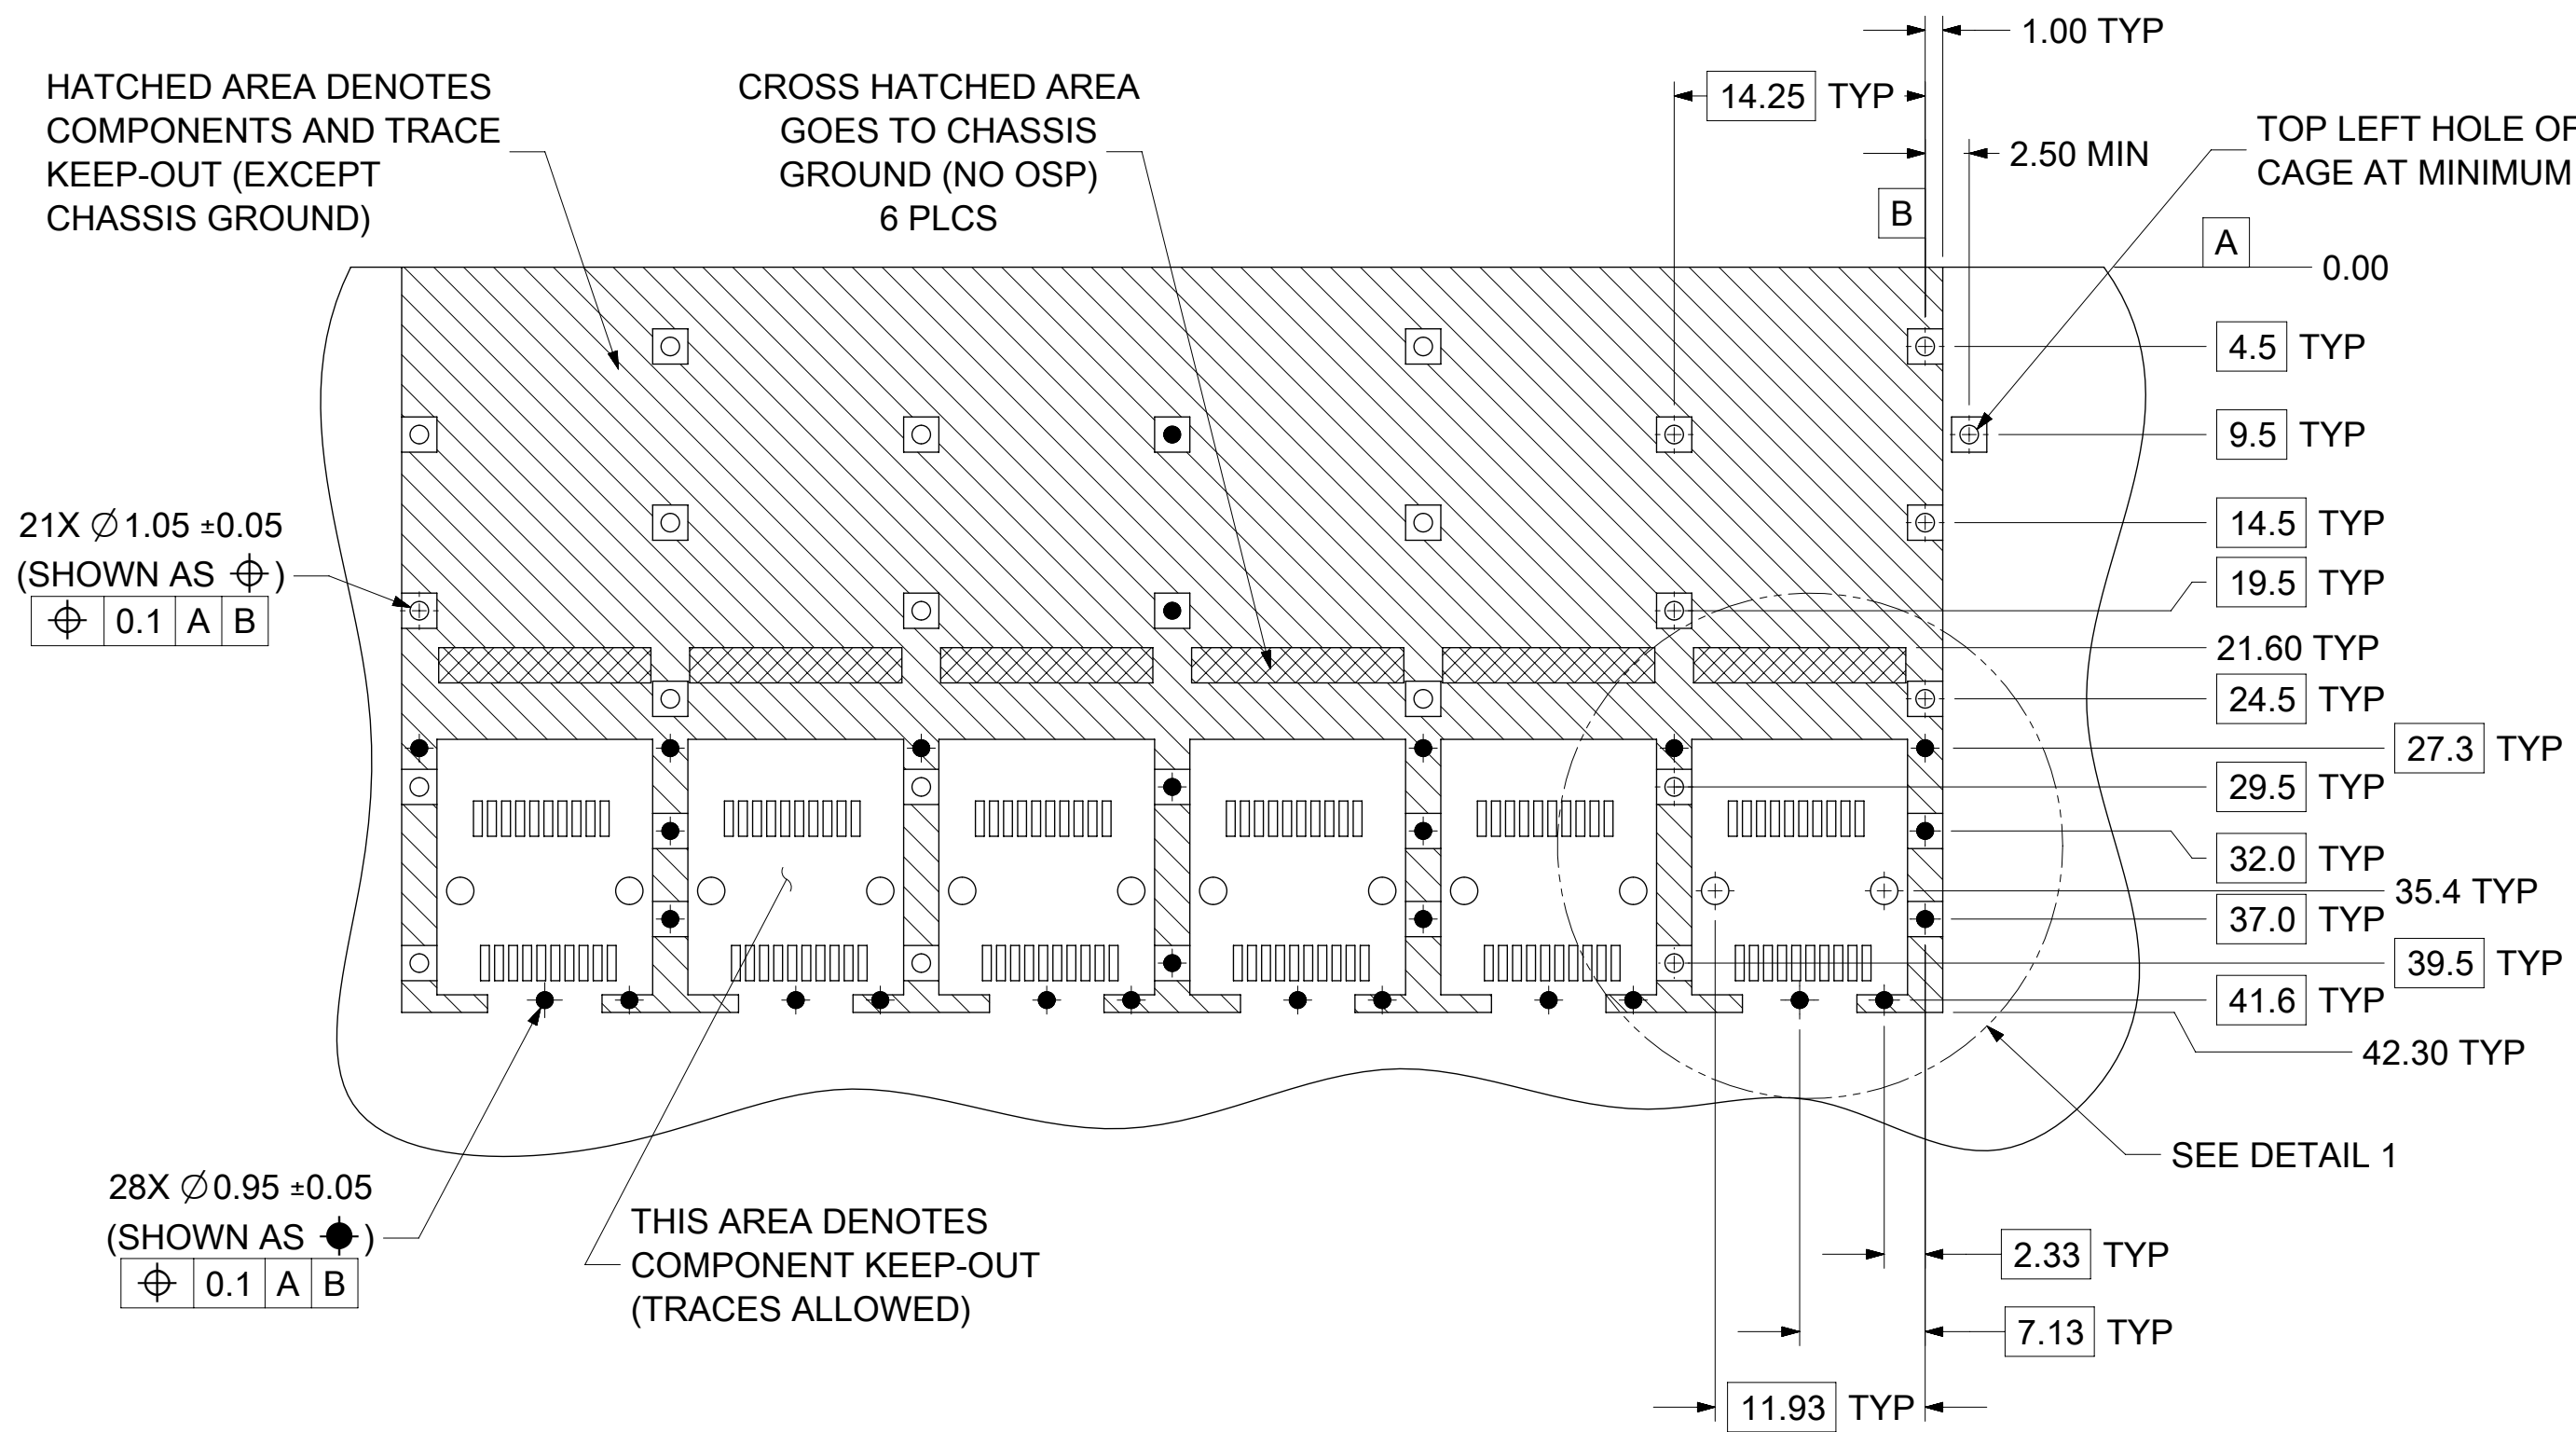 1.00 TYP
HATCHED AREA DENOTES
COMPONENTS AND TRACE
KEEP-OUT (EXCEPT
CHASSIS GROUND)
CROSS HATCHED AREA
GOES TO CHASSIS
GROUND (NO OSP)
6 PLCS
14.25 TYP
2.50 MIN
TOP LEFT HOLE OF
CAGE AT MINIMUM
B
A
0.00
4.5 TYP
9.5 TYP
14.5 TYP
19.5 TYP
21.60 TYP
24.5 TYP
27.3 TYP
29.5 TYP
32.0 TYP
35.4 TYP
37.0 TYP
39.5 TYP
41.6 TYP
42.30 TYP
21X ⌀1.05 ±0.05
(SHOWN AS ⌖)
⌖ 0.1 A B
SEE DETAIL 1
28X ⌀0.95 ±0.05
(SHOWN AS )
⌖ 0.1 A B
THIS AREA DENOTES
COMPONENT KEEP-OUT
(TRACES ALLOWED)
2.33 TYP
7.13 TYP
11.93 TYP